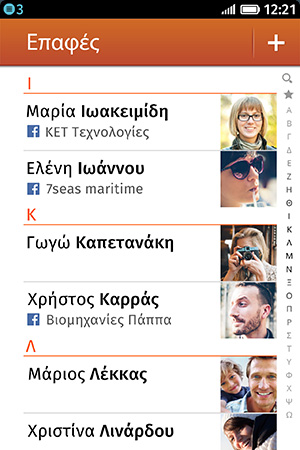 3 12:21
Επαφές +
Ι
Μαρία Ιωακειμίδη
ΚΕΤ Τεχνολογίες
Ελένη Ιωάννου
7seas maritime
Κ
Γωγώ Καπετανάκη
Χρήστος Καρράς
Βιομηχανίες Πάππα
Λ
Μάριος Λέκκας
Χριστίνα Λινάρδου
Α
Β
Γ
Δ
Ε
Ζ
Η
Θ
Ι
Κ
Λ
Μ
Ν
Ξ
Ο
Π
Ρ
Σ
Τ
Υ
Φ
Χ
Ψ
Ω